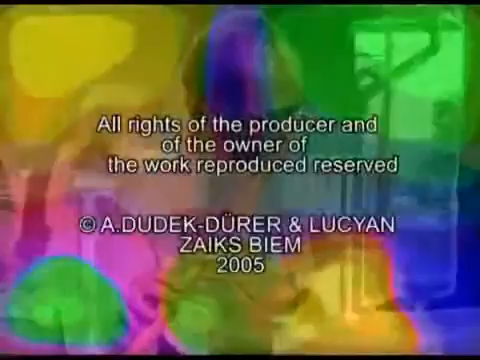 All rights of the producer and
of the owner of
the work reproduced reserved
© A.DUDEK-DÜRER & LUCYAN
ZAIKS BIEM
2005